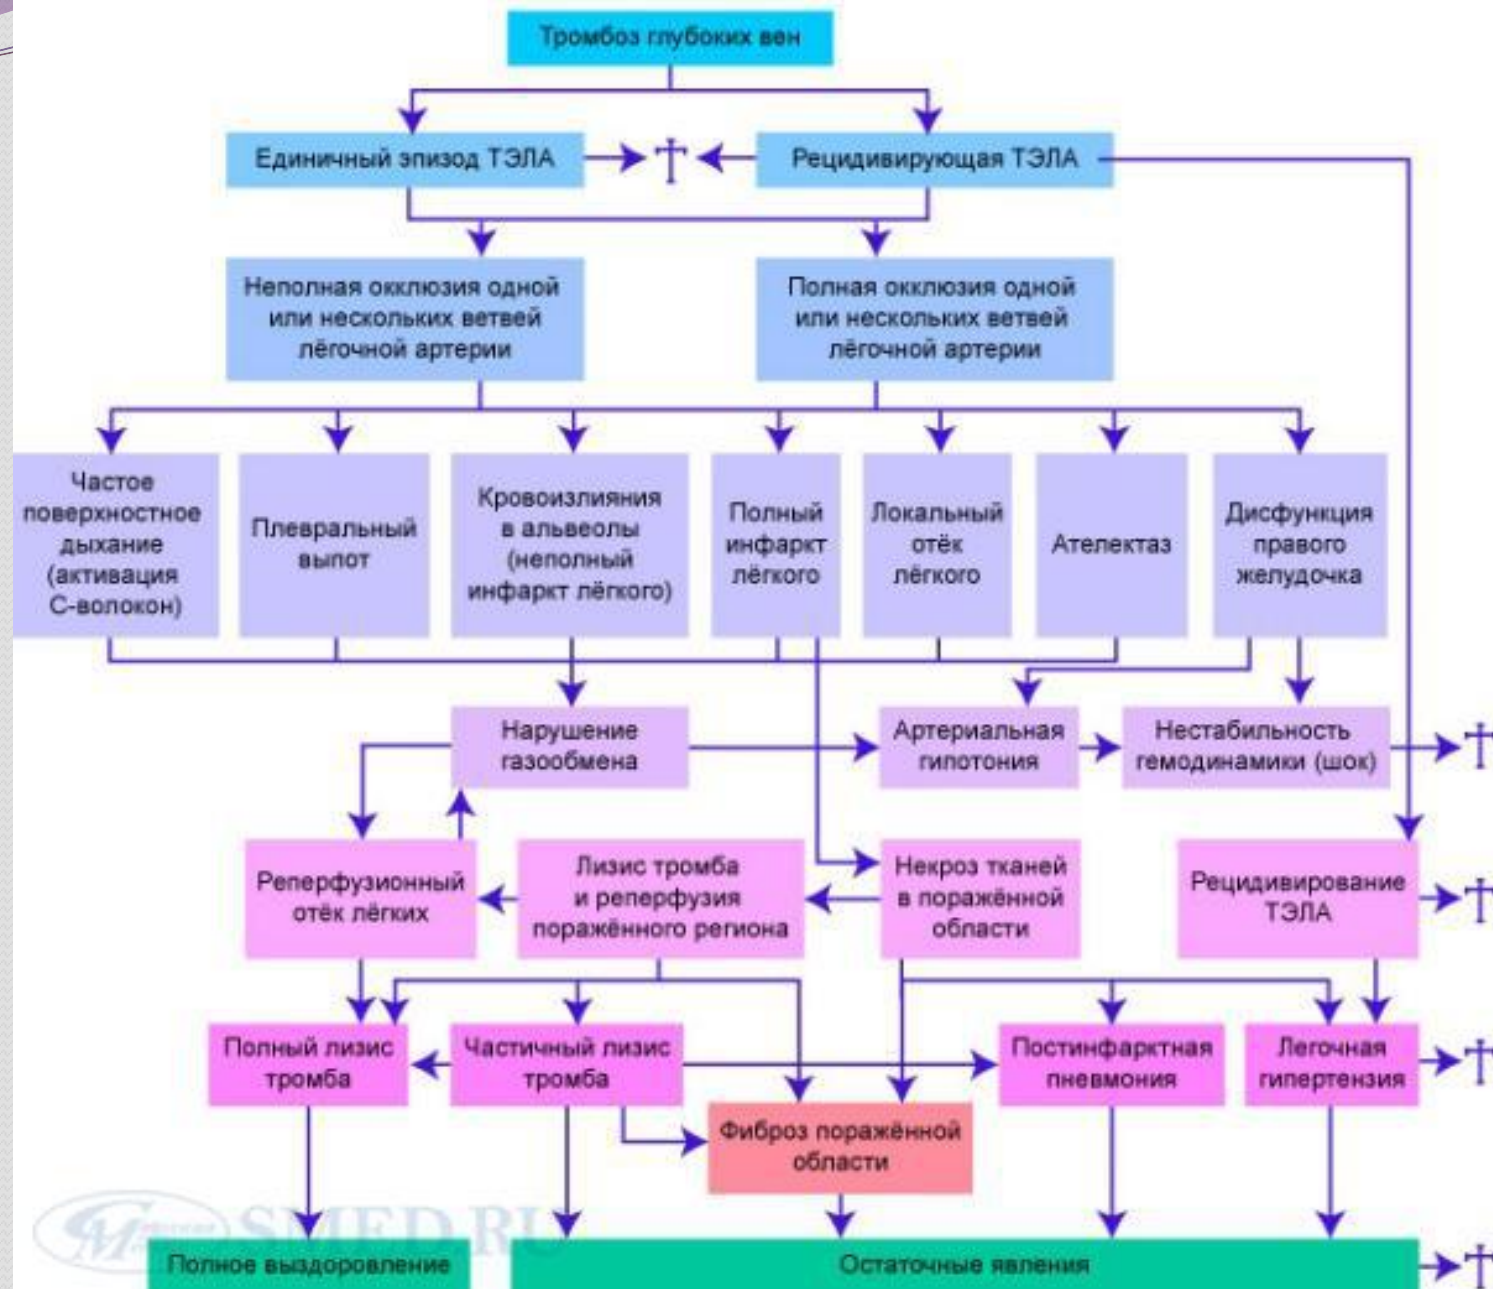 Тромбоз глубоких вен
Единичный эпизод ТЭЛА
Рецидивирующая ТЭЛА
Неполная окклюзия одной
или нескольких ветвей
лёгочной артерии
Полная окклюзия одной
или нескольких ветвей
лёгочной артерии
Частое
поверхностное
дыхание
(активация
С-волокон)
Плевральный
выпот
Кровоизлияния
в альвеолы
(неполный
инфаркт лёгкого)
Полный
инфаркт
лёгкого
Локальный
отёк
лёгкого
Ателектаз
Дисфункция
правого
желудочка
Нарушение
газообмена
Артериальная
гипотония
Нестабильность
гемодинамики (шок)
Реперфузионный
отёк лёгких
Лизис тромба
и реперфузия
поражённого региона
Некроз тканей
в поражённой
области
Рецидивирование
ТЭЛА
Полный лизис
тромба
Частичный лизис
тромба
Постинфарктная
пневмония
Легочная
гипертензия
Фиброз поражённой
области
SMED.RU
Полное выздоровление
Остаточные явления